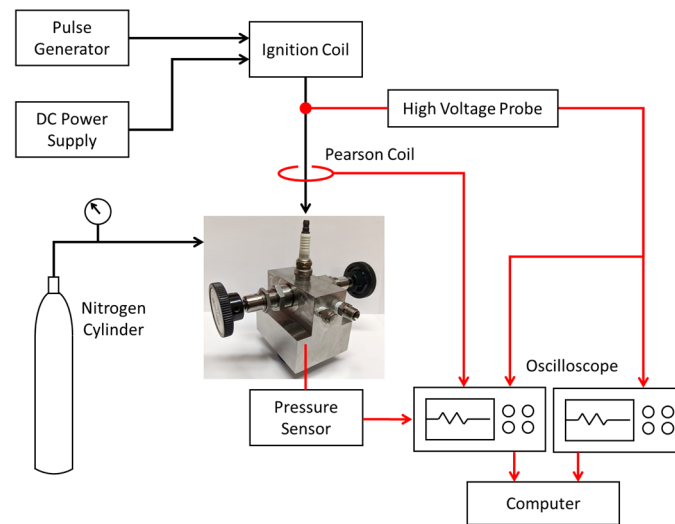 Pulse
Generator
Ignition Coil
DC Power
Supply
High Voltage Probe
Pearson Coil
Nitrogen
Cylinder
Oscilloscope
Pressure
Sensor
Computer